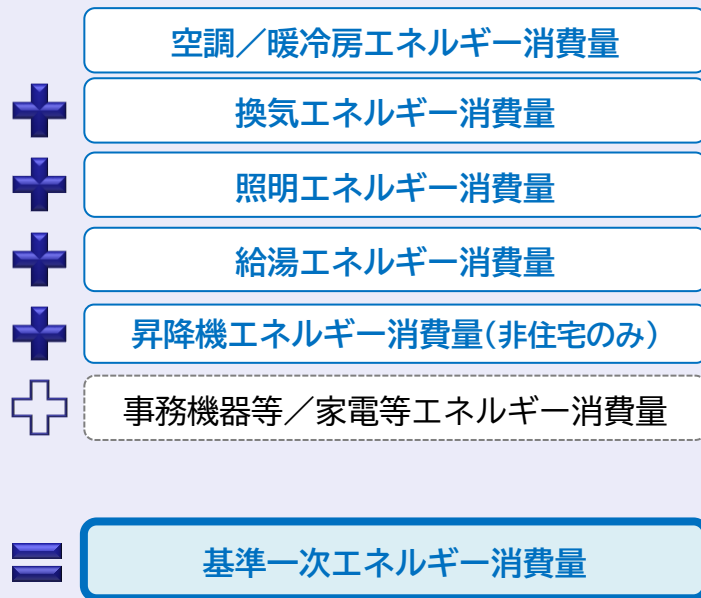 空調／暖冷房エネルギー消費量
換気エネルギー消費量
照明エネルギー消費量
給湯エネルギー消費量
昇降機エネルギー消費量(非住宅のみ)
事務機器等／家電等エネルギー消費量
基準一次エネルギー消費量